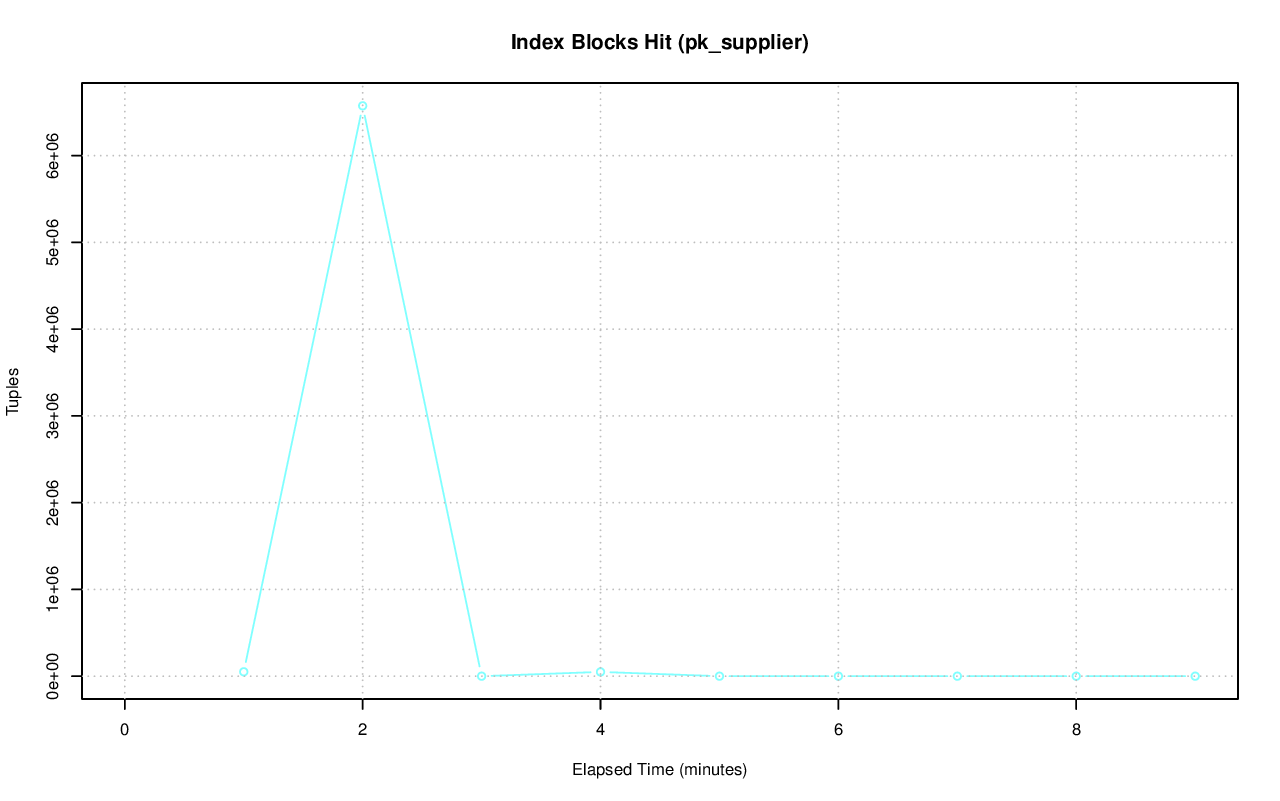 Index Blocks Hit (pk_supplier)
Tuples
6e+06
5e+06
4e+06
3e+06
2e+06
1e+06
0e+00
0 2 4 6 8
Elapsed Time (minutes)